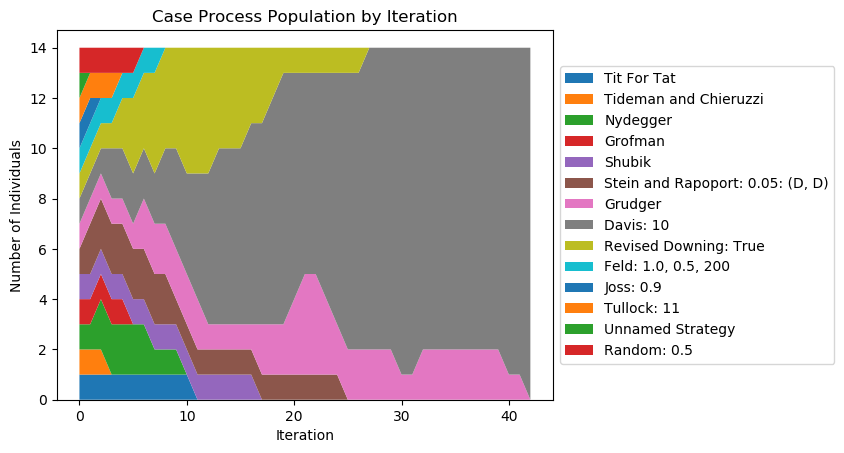 Case Process Population by Iteration
Number of Individuals
14
12
10
8
6
4
2
0
0
10
20
30
40
Iteration
Tit For Tat
Tideman and Chieruzzi
Nydegger
Grofman
Shubik
Stein and Rapoport: 0.05: (D, D)
Grudger
Davis: 10
Revised Downing: True
Feld: 1.0, 0.5, 200
Joss: 0.9
Tullock: 11
Unnamed Strategy
Random: 0.5